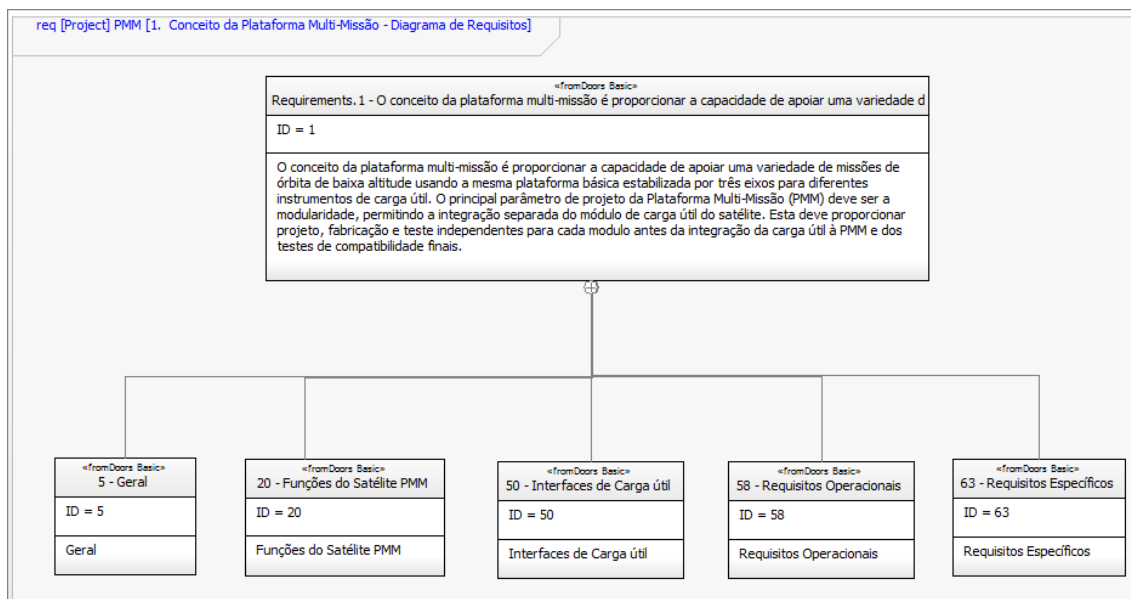 req [Project] PMM [1. Conceito da Plataforma Multi-Missão - Diagrama de Requisitos]
«fromDoors Basic»
Requirements.1 - O conceito da plataforma multi-missão é proporcionar a capacidade de apoiar uma variedade d
ID = 1
O conceito da plataforma multi-missão é proporcionar a capacidade de apoiar uma variedade de missões de
órbita de baixa altitude usando a mesma plataforma básica estabilizada por três eixos para diferentes
instrumentos de carga útil. O principal parâmetro de projeto da Plataforma Multi-Missão (PMM) deve ser a
modularidade, permitindo a integração separada do módulo de carga útil do satélite. Esta deve proporcionar
projeto, fabricação e teste independentes para cada modulo antes da integração da carga útil à PMM e dos
testes de compatibilidade finais.
«fromDoors Basic»
5 - Geral
ID = 5
Geral
«fromDoors Basic»
20 - Funções do Satélite PMM
ID = 20
Funções do Satélite PMM
«fromDoors Basic»
50 - Interfaces de Carga útil
ID = 50
Interfaces de Carga útil
«fromDoors Basic»
58 - Requisitos Operacionais
ID = 58
Requisitos Operacionais
«fromDoors Basic»
63 - Requisitos Específicos
ID = 63
Requisitos Específicos